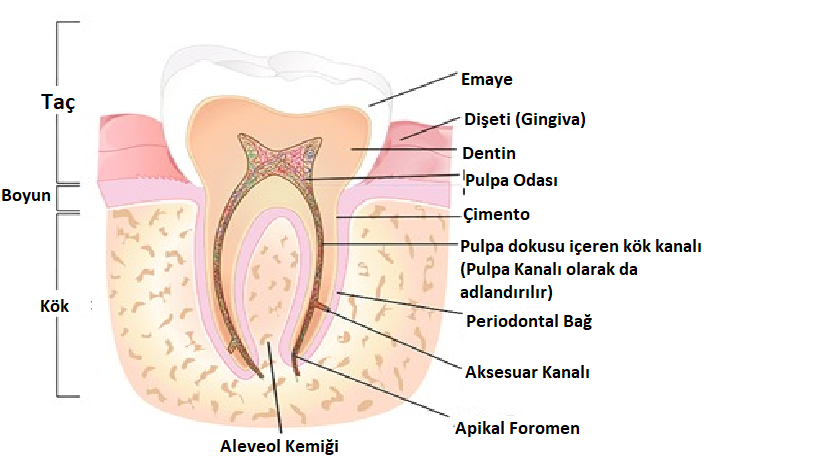 Taç
Boyun
Kök
Emaye
Dişeti (Gingiva)
Dentin
Pulpa Odası
Çimento
Pulpa dokusu içeren kök kanalı
(Pulpa Kanalı olarak da
adlandırılır)
Periodontal Bağ
Aksesuar Kanalı
Apikal Foromen
Aleveol Kemiği